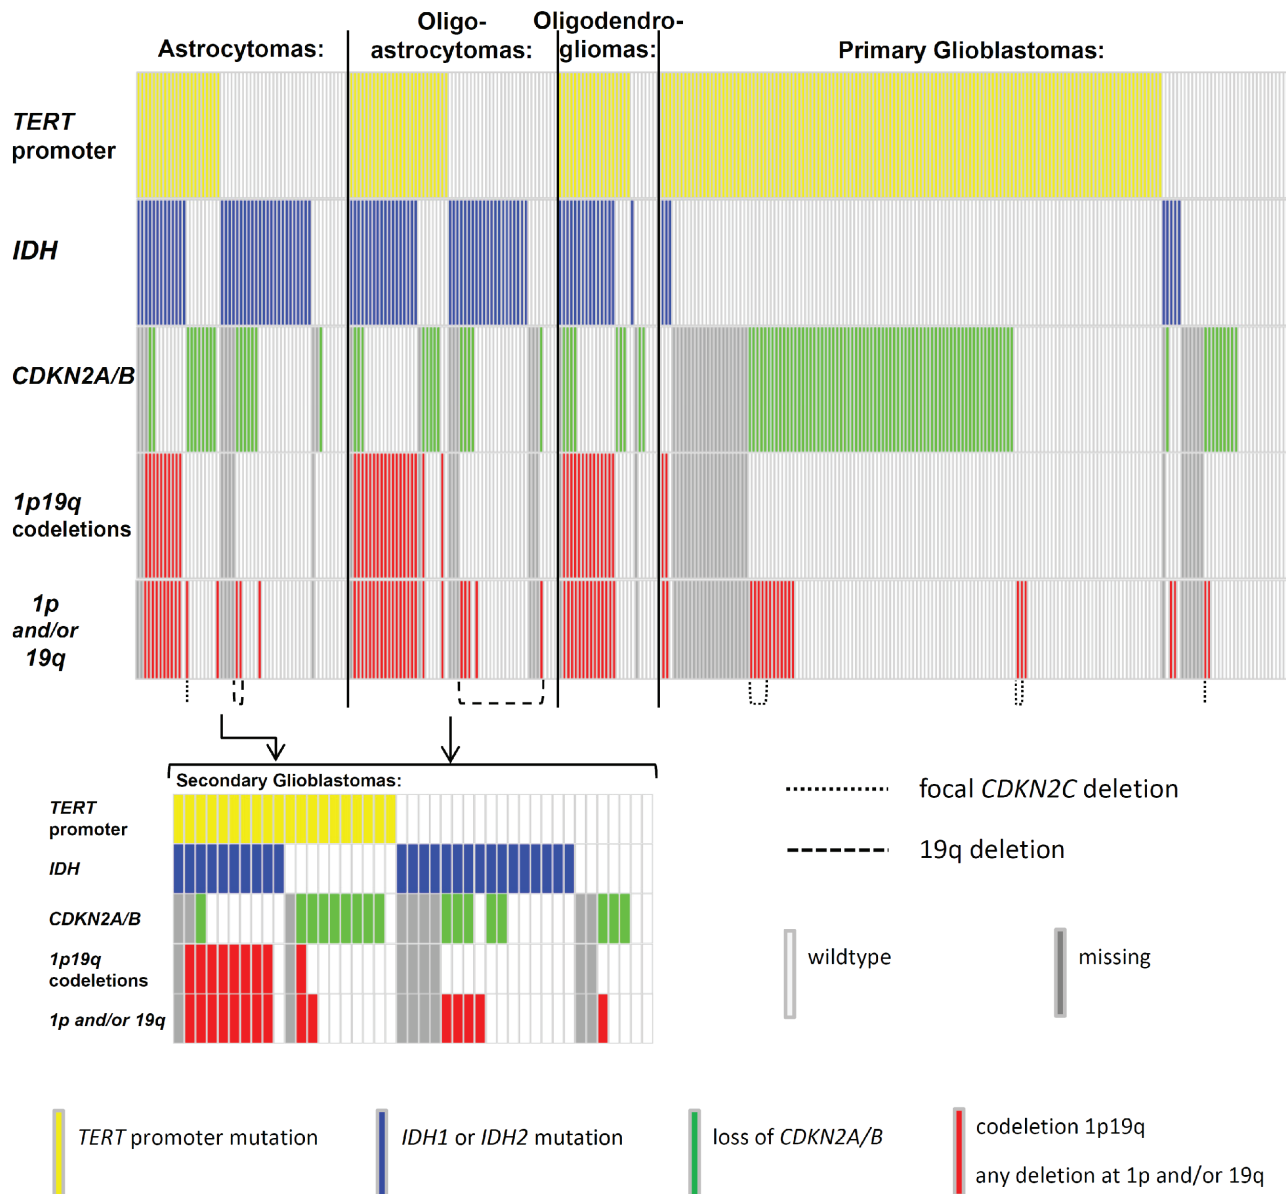 Astrocytomas:
Oligo-
astrocytomas:
Oligodendro-
gliomas:
Primary Glioblastomas:
TERT
promoter
IDH
CDKN2A/B
1p19q
codeletions
1p
and/or
19q
Secondary Glioblastomas:
TERT
promoter
IDH
CDKN2A/B
1p19q
codeletions
1p and/or 19q
focal CDKN2C deletion
19q deletion
wildtype
missing
TERT promoter mutation
IDH1 or IDH2 mutation
loss of CDKN2A/B
codeletion 1p19q
any deletion at 1p and/or 19q